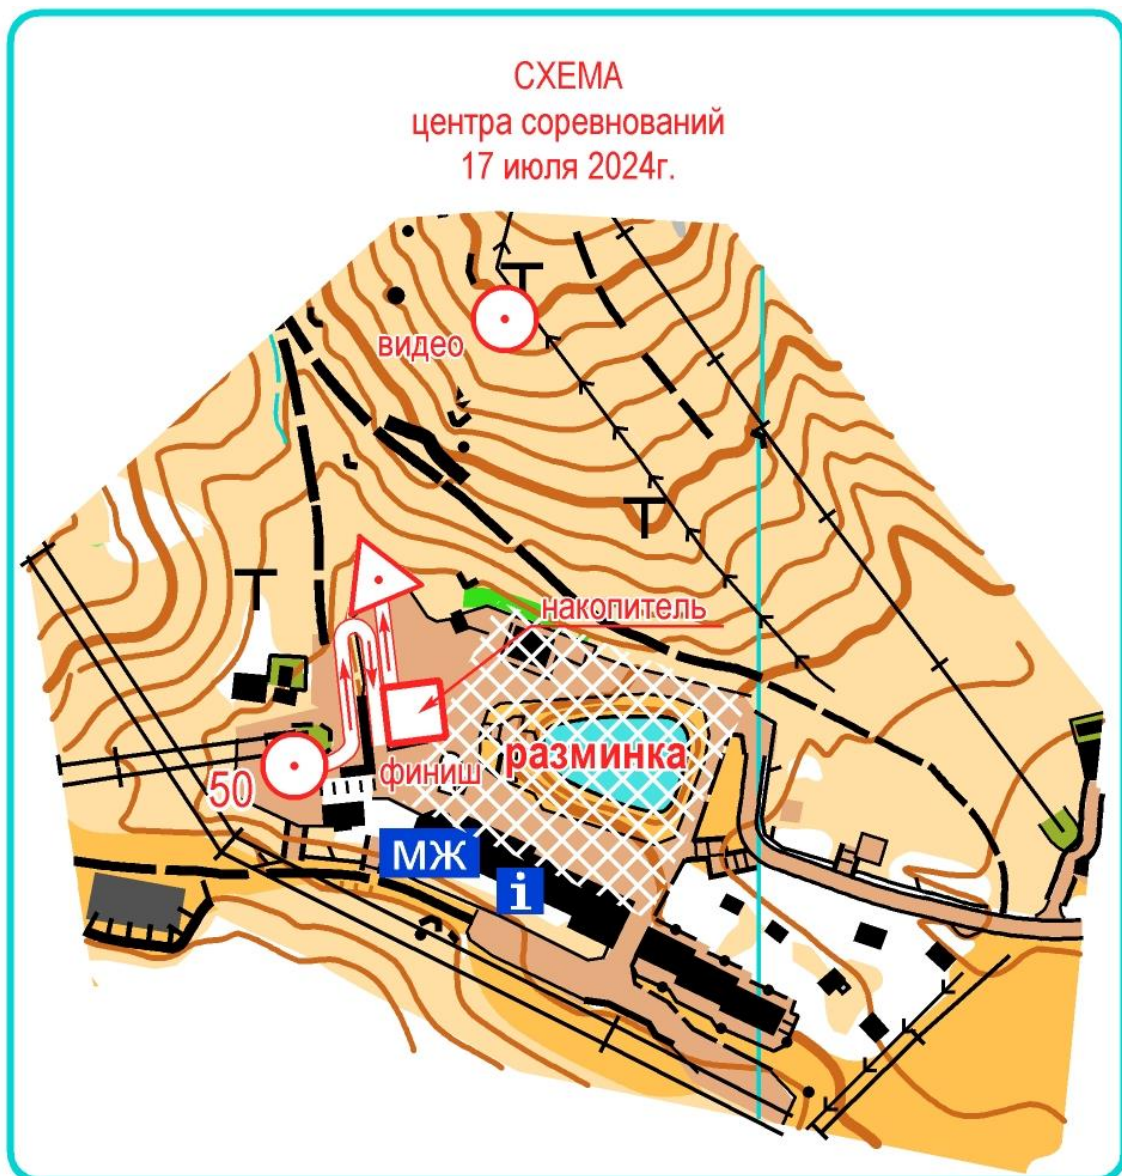 СХЕМА
центра соревнований
17 июля 2024г.
видео
накопитель
разминка
финиш
50
МЖ
i